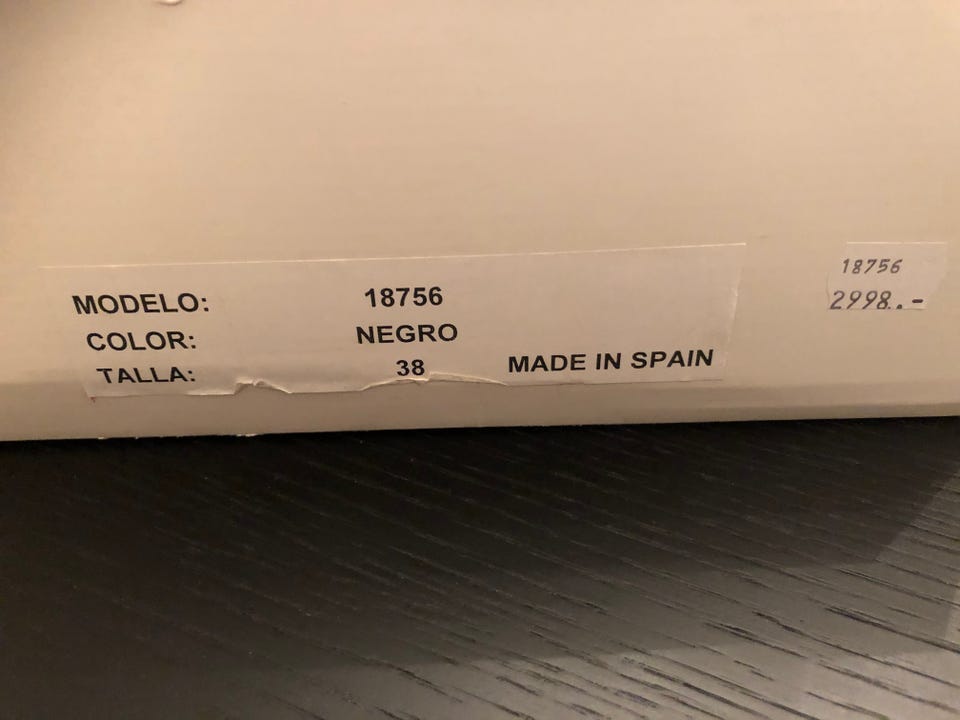 MODELO: 18756
COLOR: NEGRO
TALLA: 38 MADE IN SPAIN
18756
2998.-